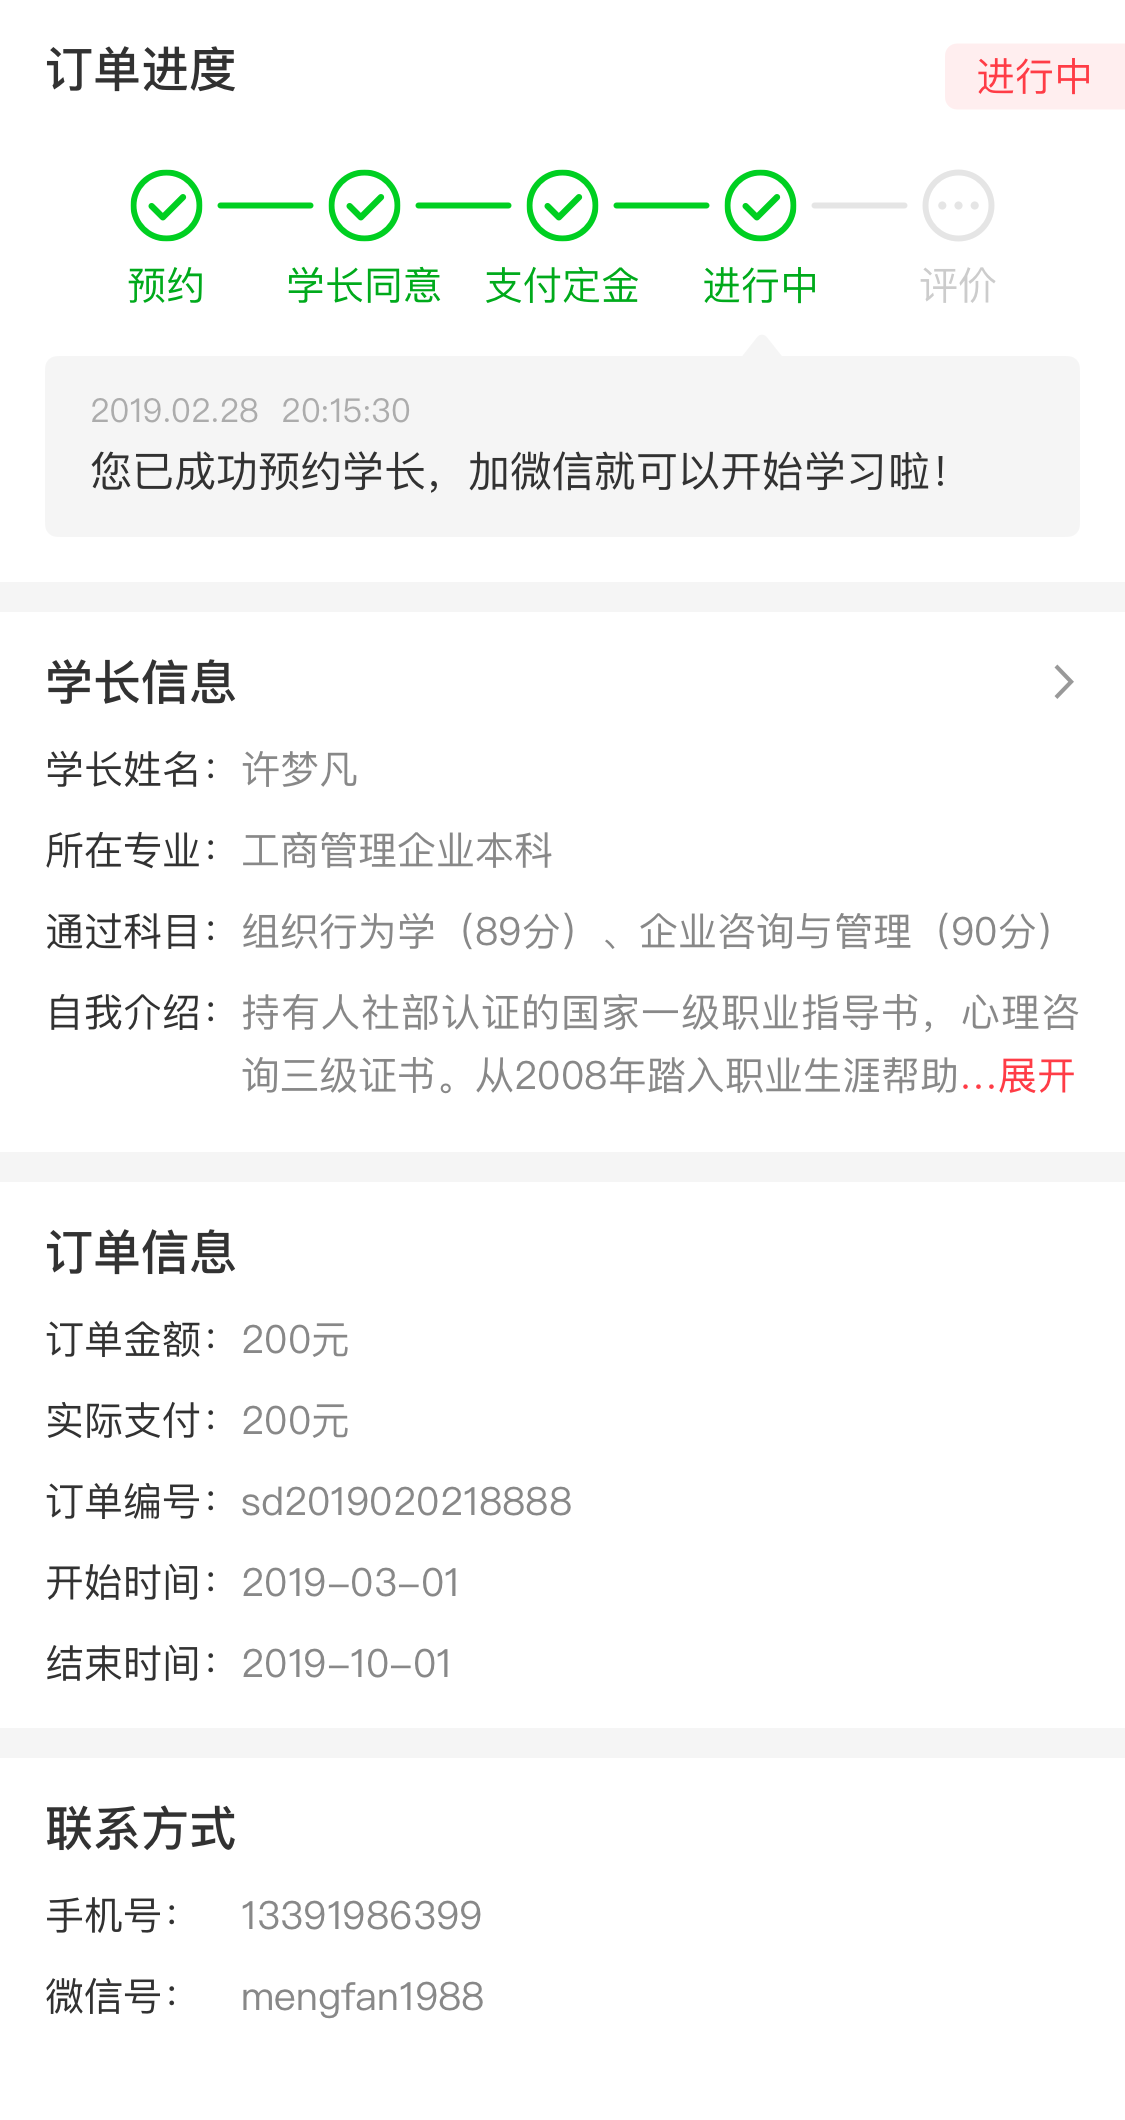 订单进度
进行中
预约 学长同意 支付定金 进行中 评价
2019.02.28 20:15:30
您已成功预约学长，加微信就可以开始学习啦！
学长信息
学长姓名：许梦凡
所在专业：工商管理企业本科
通过科目：组织行为学（89分）、企业咨询与管理（90分）
自我介绍：持有人社部认证的国家一级职业指导书，心理咨
询三级证书。从2008年踏入职业生涯帮助...展开
订单信息
订单金额：200元
实际支付：200元
订单编号：sd2019020218888
开始时间：2019-03-01
结束时间：2019-10-01
联系方式
手机号：13391986399
微信号：mengfan1988